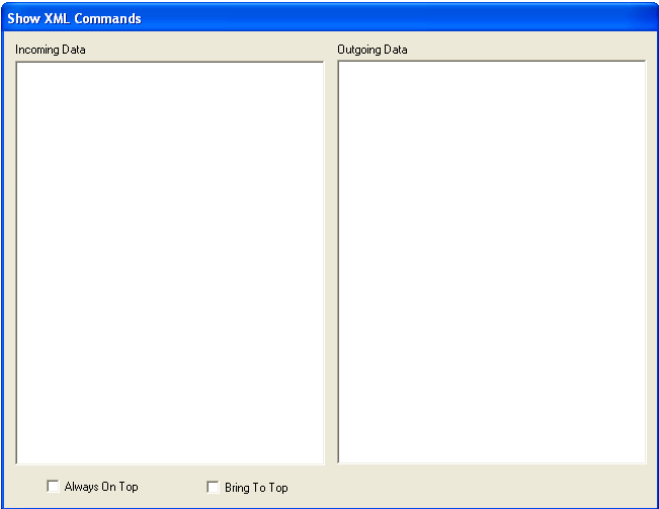 Show XML Commands
Incoming Data
Outgoing Data
Always On Top
Bring To Top